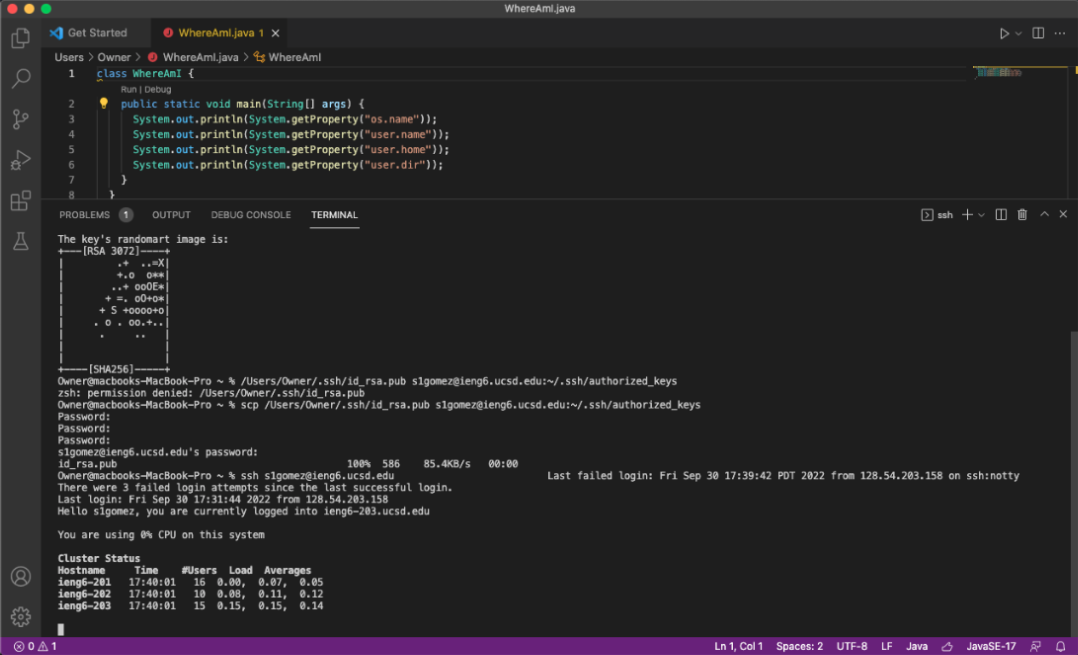 WhereAmI.java
Get Started
WhereAmI.java 1
Users > Owner > WhereAmI.java > WhereAmI
1 class WhereAmI {
Run | Debug
2 public static void main(String[] args) {
3 System.out.println(System.getProperty("os.name"));
4 System.out.println(System.getProperty("user.name"));
5 System.out.println(System.getProperty("user.home"));
6 System.out.println(System.getProperty("user.dir"));
7 }
8 }
PROBLEMS 1 OUTPUT DEBUG CONSOLE TERMINAL
ssh
The key's randomart image is:
+---[RSA 3072]----+
| .+ ..=X|
| +.o o**|
| ..+ ooOE*|
| + =. oO+o*|
| + S +oooo+o|
| . o . oo.+..|
| . .. |
| |
| |
+----[SHA256]-----+
Owner@macbooks-MacBook-Pro ~ % /Users/Owner/.ssh/id_rsa.pub s1gomez@ieng6.ucsd.edu:~/.ssh/authorized_keys
zsh: permission denied: /Users/Owner/.ssh/id_rsa.pub
Owner@macbooks-MacBook-Pro ~ % scp /Users/Owner/.ssh/id_rsa.pub s1gomez@ieng6.ucsd.edu:~/.ssh/authorized_keys
Password:
Password:
Password:
s1gomez@ieng6.ucsd.edu's password:
id_rsa.pub 100% 586 85.4KB/s 00:00
Owner@macbooks-MacBook-Pro ~ % ssh s1gomez@ieng6.ucsd.edu Last failed login: Fri Sep 30 17:39:42 PDT 2022 from 128.54.203.158 on ssh:notty
There were 3 failed login attempts since the last successful login.
Last login: Fri Sep 30 17:31:44 2022 from 128.54.203.158
Hello s1gomez, you are currently logged into ieng6-203.ucsd.edu
You are using 0% CPU on this system
Cluster Status
Hostname Time #Users Load Averages
ieng6-201 17:40:01 16 0.00, 0.07, 0.05
ieng6-202 17:40:01 10 0.08, 0.11, 0.12
ieng6-203 17:40:01 15 0.15, 0.15, 0.14
0 1 Ln 1, Col 1 Spaces: 2 UTF-8 LF Java JavaSE-17